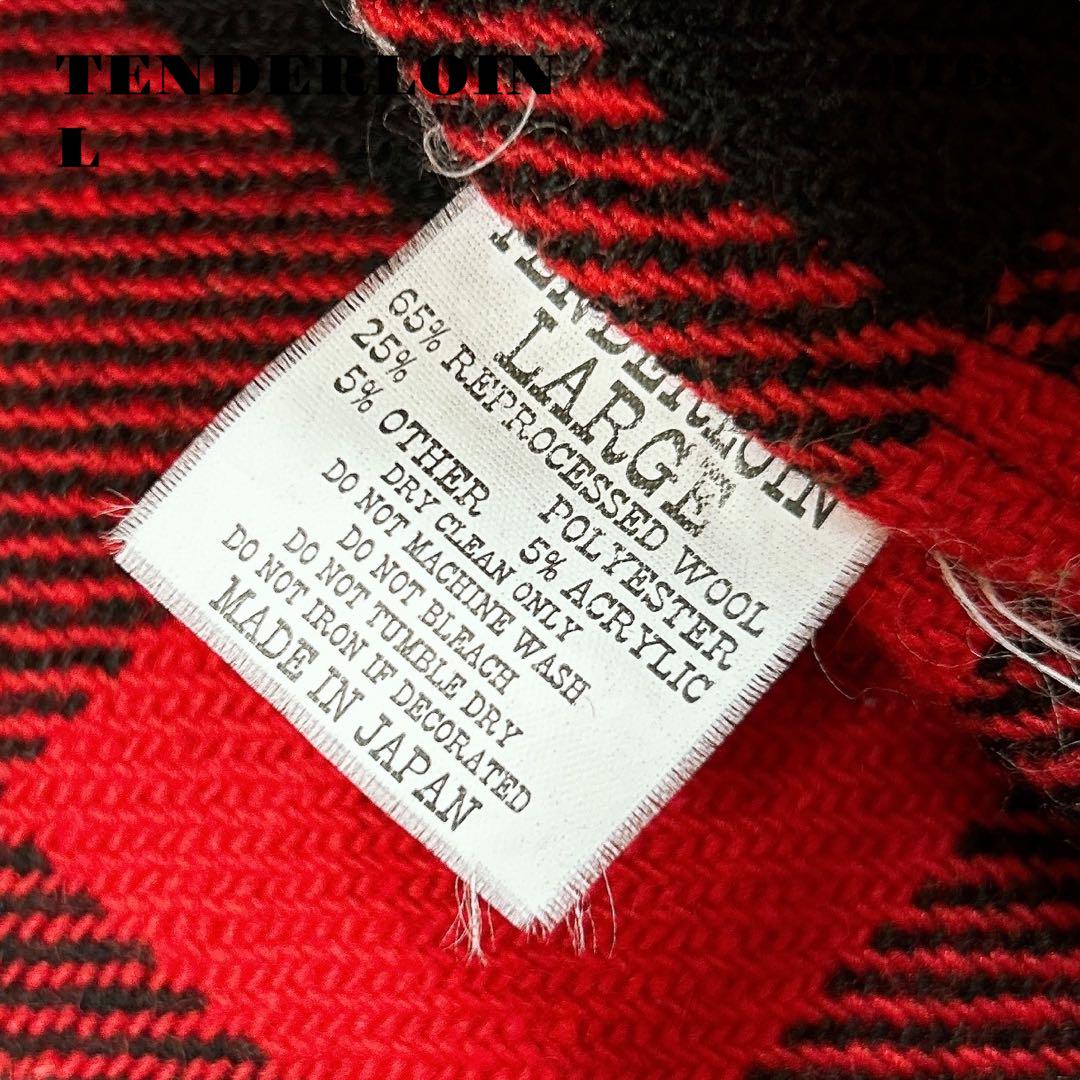 TENDERLOIN
L
TENDERLOIN
LARGE
65% REPROCESSED WOOL
25% POLYESTER
5% OTHER 5% ACRYLIC
DRY CLEAN ONLY
DO NOT MACHINE WASH
DO NOT BLEACH
DO NOT TUMBLE DRY
DO NOT IRON IF DECORATED
MADE IN JAPAN